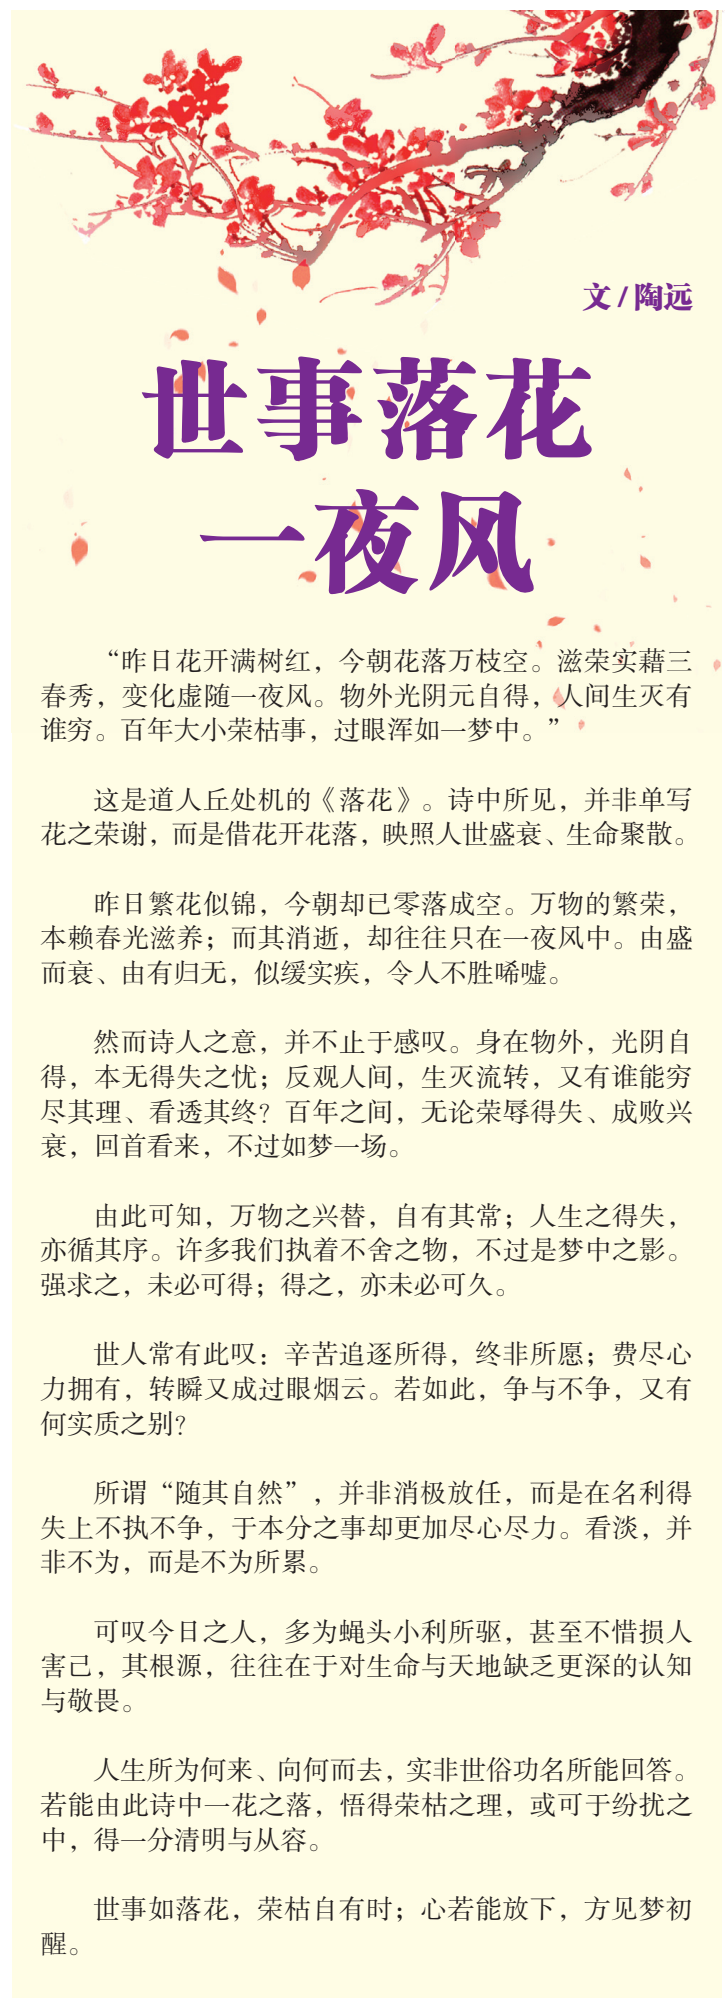 文/陶远
世事落花
一夜风
“昨日花开满树红，今朝花落万枝空。滋荣实藉三
春秀，变化虚随一夜风。物外光阴元自得，人间生灭有
谁穷。百年大小荣枯事，过眼浑如一梦中。”
这是道人丘处机的《落花》。诗中所见，并非单写
花之荣谢，而是借花开花落，映照人世盛衰、生命聚散。
昨日繁花似锦，今朝却已零落成空。万物的繁荣，
本赖春光滋养；而其消逝，却往往只在一夜风中。由盛
而衰、由有归无，似缓实疾，令人不胜唏嘘。
然而诗人之意，并不止于感叹。身在物外，光阴自
得，本无得失之忧；反观人间，生灭流转，又有谁能穷
尽其理、看透其终？百年之间，无论荣辱得失、成败兴
衰，回首看来，不过如梦一场。
由此可知，万物之兴替，自有其常；人生之得失，
亦循其序。许多我们执着不舍之物，不过是梦中之影。
强求之，未必可得；得之，亦未必可久。
世人常有此叹：辛苦追逐所得，终非所愿；费尽心
力拥有，转瞬又成过眼烟云。若如此，争与不争，又有
何实质之别？
所谓“随其自然”，并非消极放任，而是在名利得
失上不执不争，于本分之事却更加尽心尽力。看淡，并
非不为，而是不为所累。
可叹今日之人，多为蝇头小利所驱，甚至不惜损人
害己，其根源，往往在于对生命与天地缺乏更深的认知
与敬畏。
人生所为何来、向何而去，实非世俗功名所能回答。
若能由此诗中一花之落，悟得荣枯之理，或可于纷扰之
中，得一分清明与从容。
世事如落花，荣枯自有时；心若能放下，方见梦初
醒。